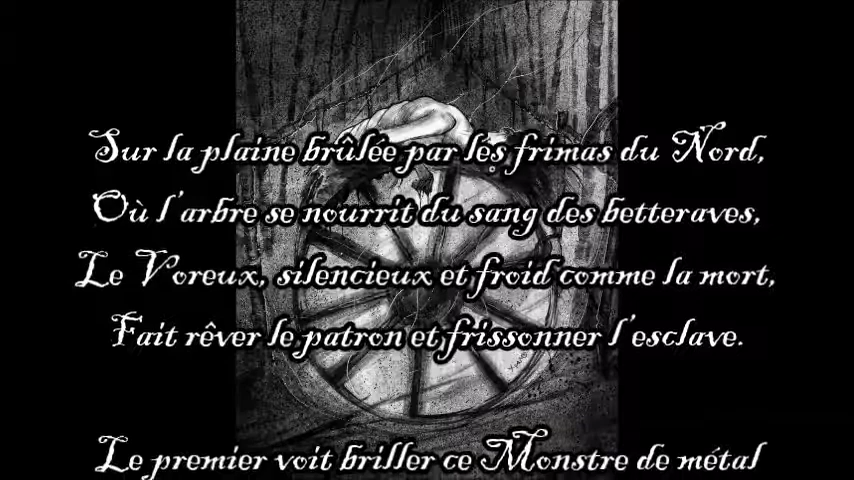 Sur la plaine brûlée par les frimas du Nord,
Où l'arbre se nourrit du sang des betteraves,
Le Voreux, silencieux et froid comme la mort,
Fait rêver le patron et frissonner l'esclave.
Le premier voit briller ce Monstre de métal